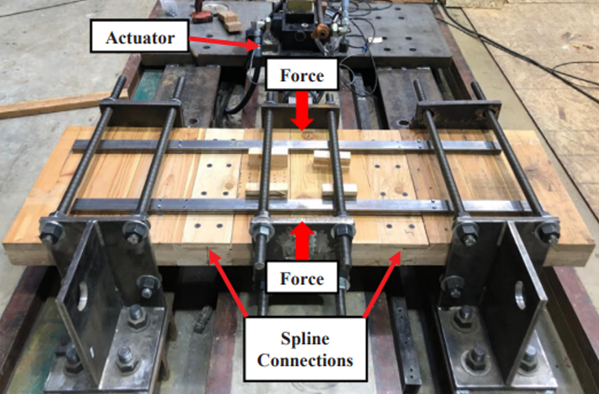 Actuator
Force
Force
Spline
Connections